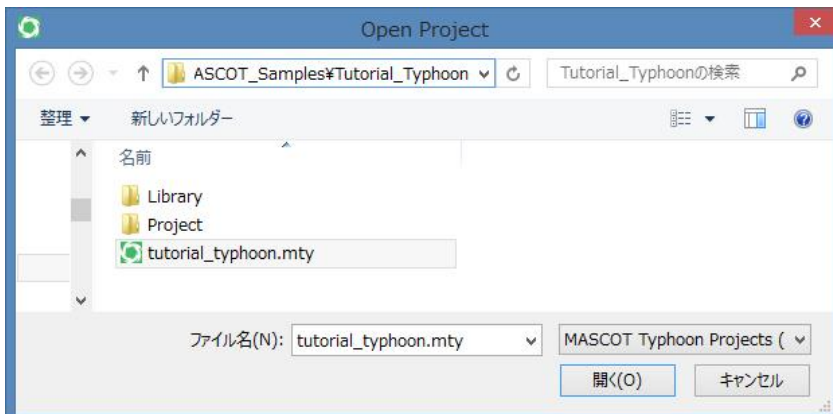 Open Project
ASCOT_Samples¥Tutorial_Typhoon
Tutorial_Typhoonの検索
整理
新しいフォルダー
名前
Library
Project
tutorial_typhoon.mty
ファイル名(N): tutorial_typhoon.mty
MASCOT Typhoon Projects (
開く(O)
キャンセル